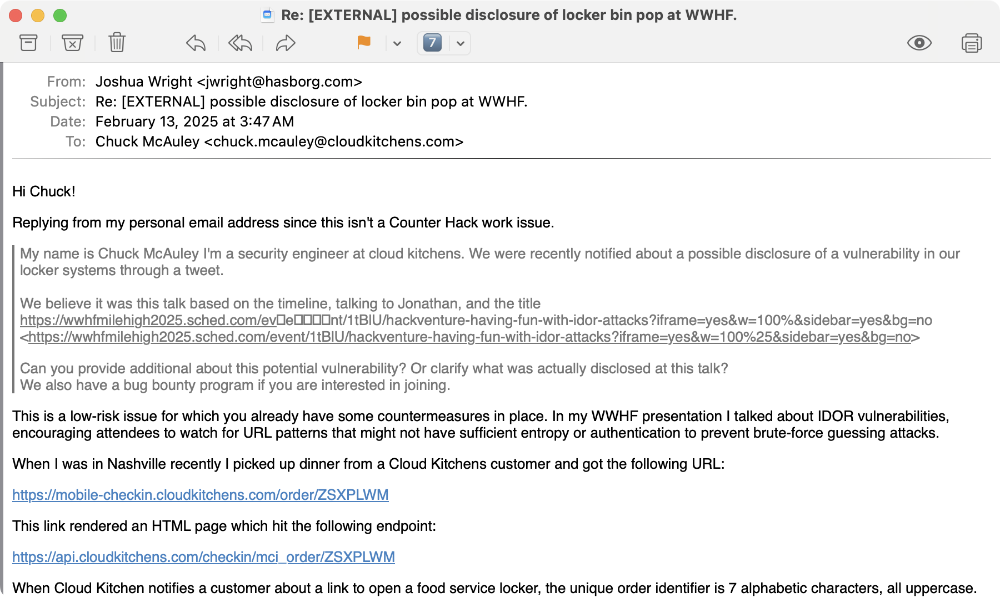 Re: [EXTERNAL] possible disclosure of locker bin pop at WWHF.
7
From: Joshua Wright <jwright@hasborg.com>
Subject: Re: [EXTERNAL] possible disclosure of locker bin pop at WWHF.
Date: February 13, 2025 at 3:47 AM
To: Chuck McAuley <chuck.mcauley@cloudkitchens.com>
Hi Chuck!
Replying from my personal email address since this isn't a Counter Hack work issue.
My name is Chuck McAuley I'm a security engineer at cloud kitchens. We were recently notified about a possible disclosure of a vulnerability in our
locker systems through a tweet.
We believe it was this talk based on the timeline, talking to Jonathan, and the title
https://wwhfmilehigh2025.sched.com/ev□e□□□□nt/1tBlU/hackventure-having-fun-with-idor-attacks?iframe=yes&w=100%&sidebar=yes&bg=no
<https://wwhfmilehigh2025.sched.com/event/1tBlU/hackventure-having-fun-with-idor-attacks?iframe=yes&w=100%25&sidebar=yes&bg=no>
Can you provide additional about this potential vulnerability? Or clarify what was actually disclosed at this talk?
We also have a bug bounty program if you are interested in joining.
This is a low-risk issue for which you already have some countermeasures in place. In my WWHF presentation I talked about IDOR vulnerabilities,
encouraging attendees to watch for URL patterns that might not have sufficient entropy or authentication to prevent brute-force guessing attacks.
When I was in Nashville recently I picked up dinner from a Cloud Kitchens customer and got the following URL:
https://mobile-checkin.cloudkitchens.com/order/ZSXPLWM
This link rendered an HTML page which hit the following endpoint:
https://api.cloudkitchens.com/checkin/mci_order/ZSXPLWM
When Cloud Kitchen notifies a customer about a link to open a food service locker, the unique order identifier is 7 alphabetic characters, all uppercase.